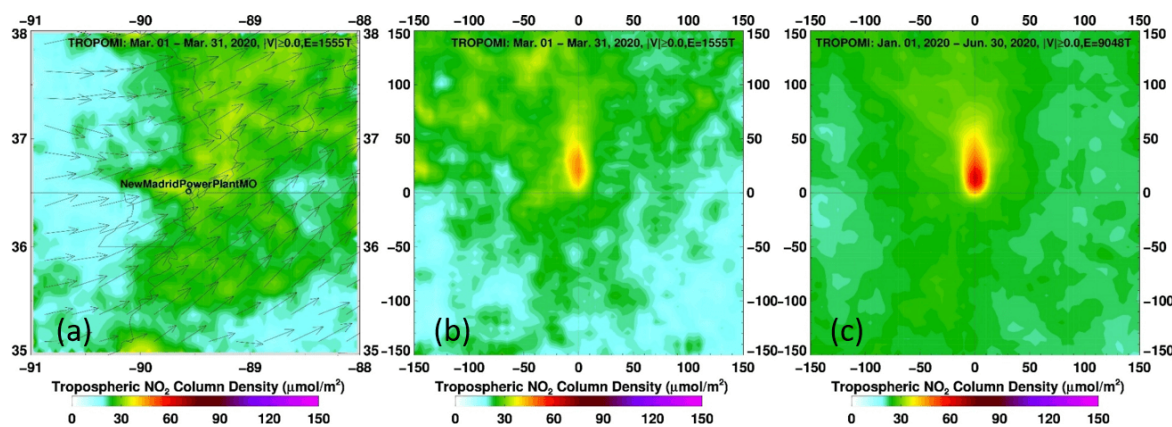 −91 −90 −89 −88
38 TROPOMI: Mar. 01 − Mar. 31, 2020, |V|≥0.0,E=1555T 38
37 37
NewMadridPowerPlantMO
36 36
35 (a) 35
−91 −90 −89 −88
Tropospheric NO₂ Column Density (μmol/m²)
0 30 60 90 120 150
−150 −100 −50 0 50 100 150
150 TROPOMI: Mar. 01 − Mar. 31, 2020, |V|≥0.0,E=1555T 150
100 100
50 50
0 0
−50 −50
−100 −100
−150 (b) −150
−150 −100 −50 0 50 100 150
Tropospheric NO₂ Column Density (μmol/m²)
0 30 60 90 120 150
−150 −100 −50 0 50 100 150
150 TROPOMI: Jan. 01, 2020 − Jun. 30, 2020, |V|≥0.0,E=9048T 150
100 100
50 50
0 0
−50 −50
−100 −100
−150 (c) −150
−150 −100 −50 0 50 100 150
Tropospheric NO₂ Column Density (μmol/m²)
0 30 60 90 120 150